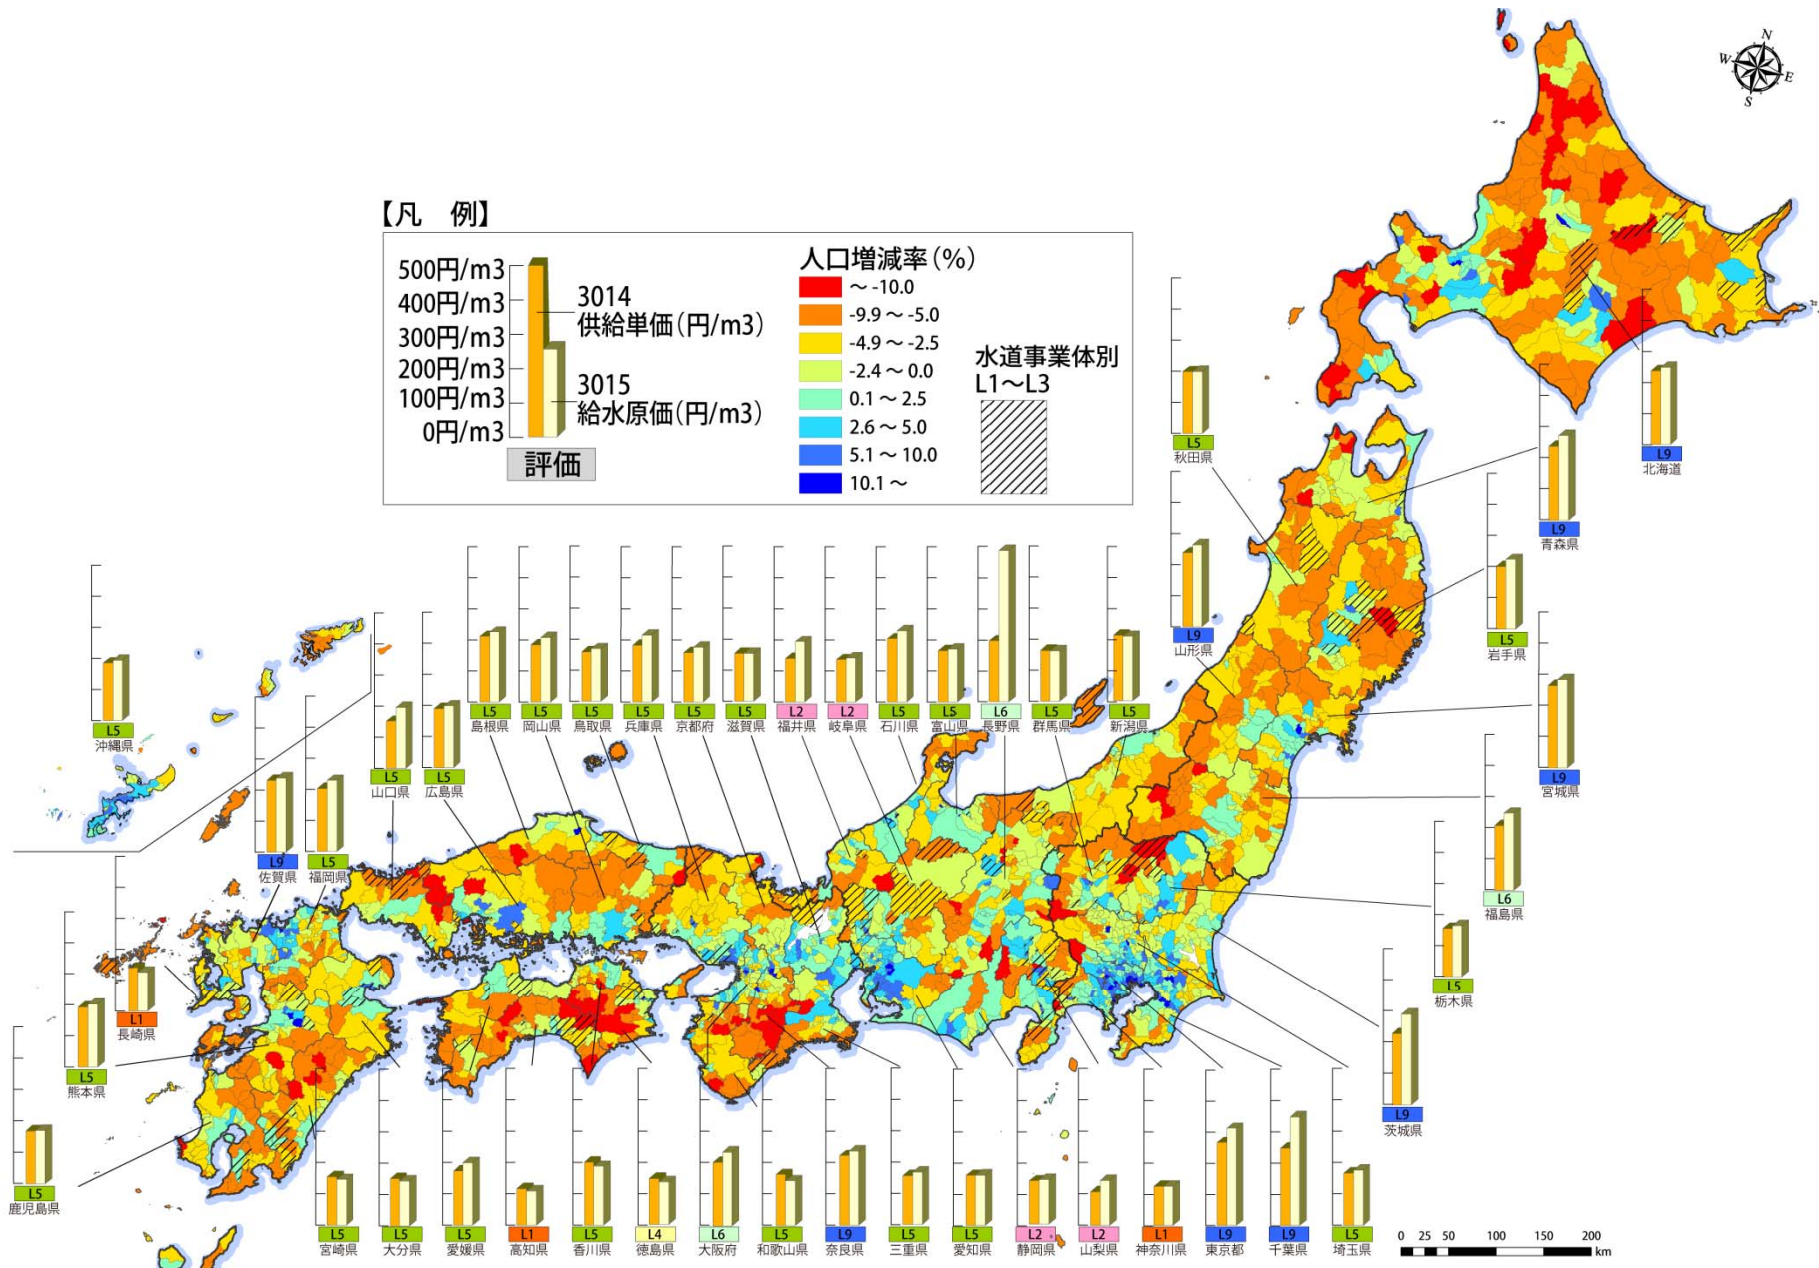 N
W
E
S
【凡 例】
500円/m3
400円/m3
300円/m3
200円/m3
100円/m3
0円/m3
3014
供給単価(円/m3)
3015
給水原価(円/m3)
評価
人口増減率(%)
～ -10.0
-9.9 ～ -5.0
-4.9 ～ -2.5
-2.4 ～ 0.0
0.1 ～ 2.5
2.6 ～ 5.0
5.1 ～ 10.0
10.1 ～
水道事業体別
L1～L3
L5
秋田県
L9
北海道
L9
青森県
L9
山形県
L5
岩手県
L9
宮城県
L6
福島県
L5
栃木県
L9
茨城県
L5
沖縄県
L5
島根県
L5
岡山県
L5
鳥取県
L5
兵庫県
L5
京都府
L5
滋賀県
L2
福井県
L2
岐阜県
L5
石川県
L5
富山県
L6
長野県
L5
群馬県
L5
新潟県
L5
山口県
L5
広島県
L9
佐賀県
L5
福岡県
L1
長崎県
L5
熊本県
L5
鹿児島県
L5
宮崎県
L5
大分県
L5
愛媛県
L1
高知県
L5
香川県
L4
徳島県
L6
大阪府
L5
和歌山県
L9
奈良県
L5
三重県
L5
愛知県
L2
静岡県
L2
山梨県
L1
神奈川県
L9
東京都
L9
千葉県
L5
埼玉県
0 25 50 100 150 200
km